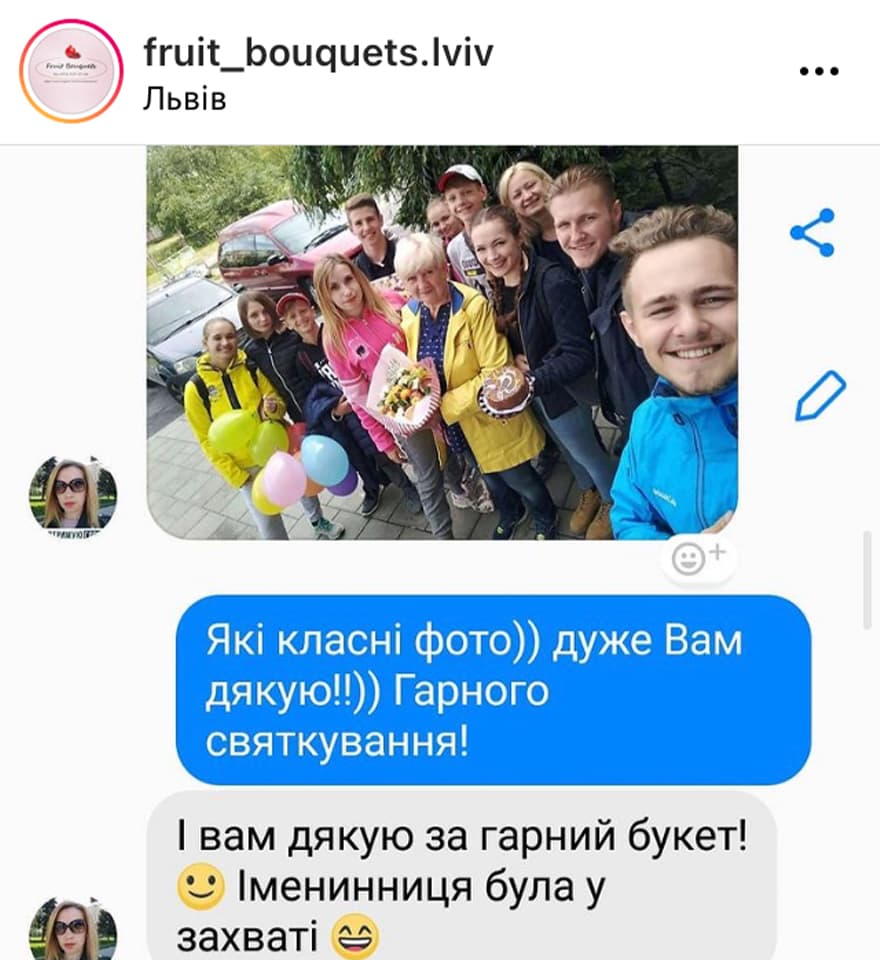 fruit_bouquets.lviv
Львів
Fruit Bouquets
Які класні фото)) дуже Вам
дякую!!)) Гарного
святкування!
І вам дякую за гарний букет!
🙂 Іменинниця була у
захваті 😄